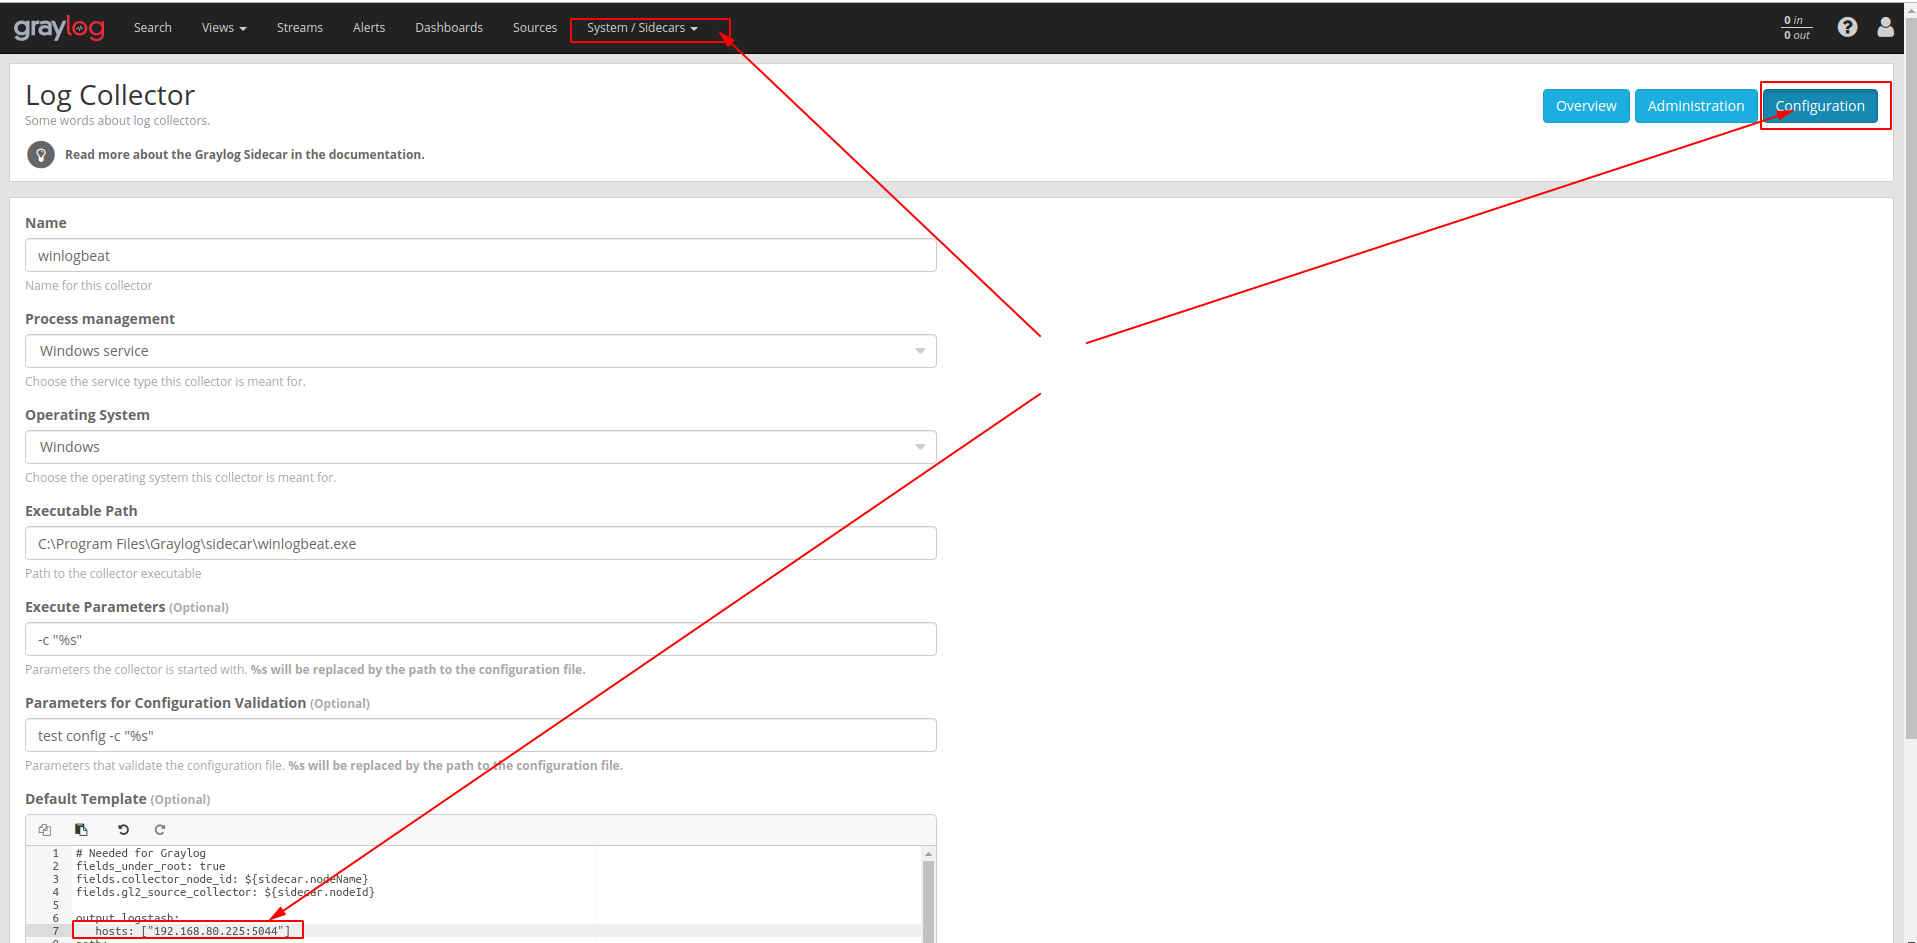 graylog Search Views Streams Alerts Dashboards Sources System / Sidecars 0 in
0 out
Log Collector
Some words about log collectors.
Overview Administration Configuration
Read more about the Graylog Sidecar in the documentation.
Name
winlogbeat
Name for this collector
Process management
Windows service
Choose the service type this collector is meant for.
Operating System
Windows
Choose the operating system this collector is meant for.
Executable Path
C:\Program Files\Graylog\sidecar\winlogbeat.exe
Path to the collector executable
Execute Parameters (Optional)
-c "%s"
Parameters the collector is started with. %s will be replaced by the path to the configuration file.
Parameters for Configuration Validation (Optional)
test config -c "%s"
Parameters that validate the configuration file. %s will be replaced by the path to the configuration file.
Default Template (Optional)
1 # Needed for Graylog
2 fields_under_root: true
3 fields.collector_node_id: ${sidecar.nodeName}
4 fields.gl2_source_collector: ${sidecar.nodeId}
5
6 output.logstash:
7 hosts: ["192.168.80.225:5044"]
8 path: